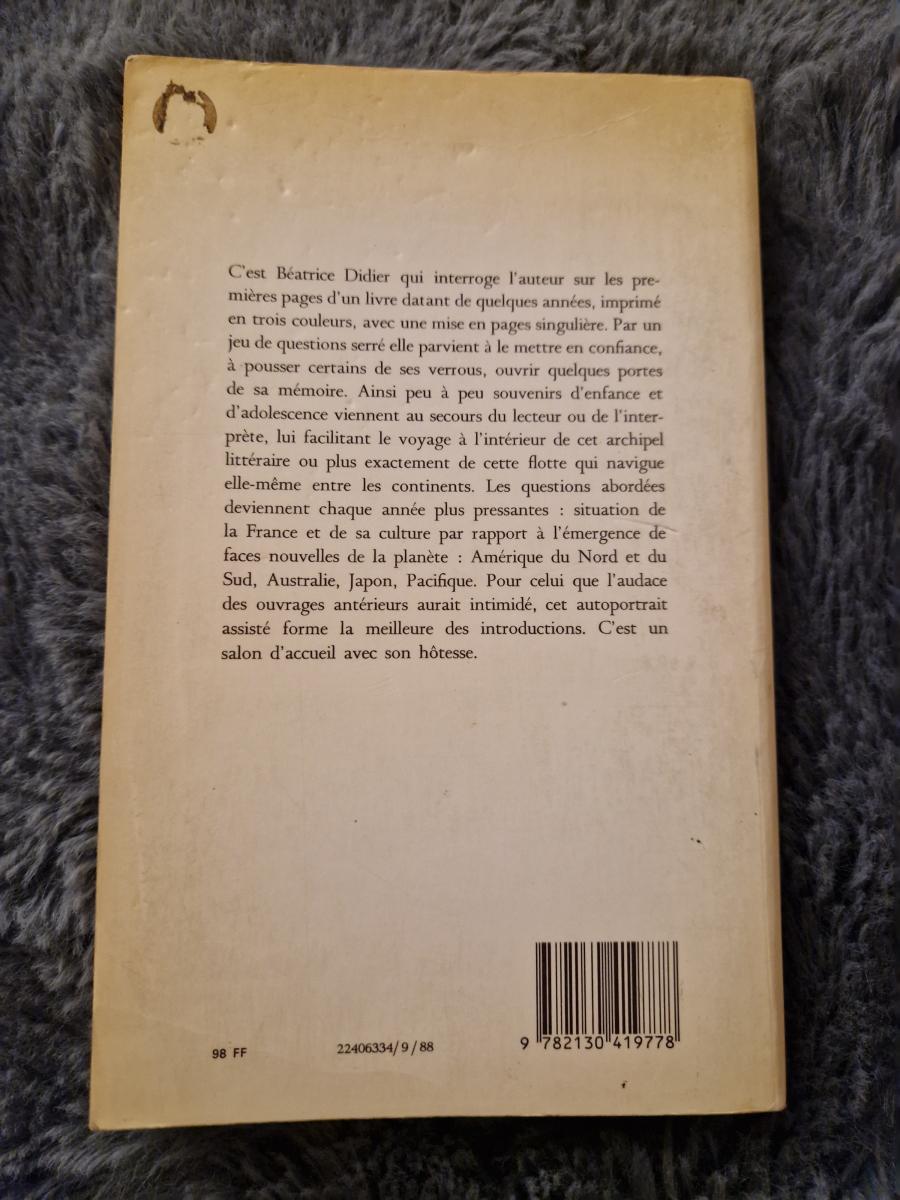 C'est Béatrice Didier qui interroge l'auteur sur les pre-
mières pages d'un livre datant de quelques années, imprimé
en trois couleurs, avec une mise en pages singulière. Par un
jeu de questions serré elle parvient à le mettre en confiance,
à pousser certains de ses verrous, ouvrir quelques portes
de sa mémoire. Ainsi peu à peu souvenirs d'enfance et
d'adolescence viennent au secours du lecteur ou de l'inter-
prète, lui facilitant le voyage à l'intérieur de cet archipel
littéraire ou plus exactement de cette flotte qui navigue
elle-même entre les continents. Les questions abordées
deviennent chaque année plus pressantes : situation de
la France et de sa culture par rapport à l'émergence de
faces nouvelles de la planète : Amérique du Nord et du
Sud, Australie, Japon, Pacifique. Pour celui que l'audace
des ouvrages antérieurs aurait intimidé, cet autoportrait
assisté forme la meilleure des introductions. C'est un
salon d'accueil avec son hôtesse.
98 FF
22406334/9/88
9 782130 419778